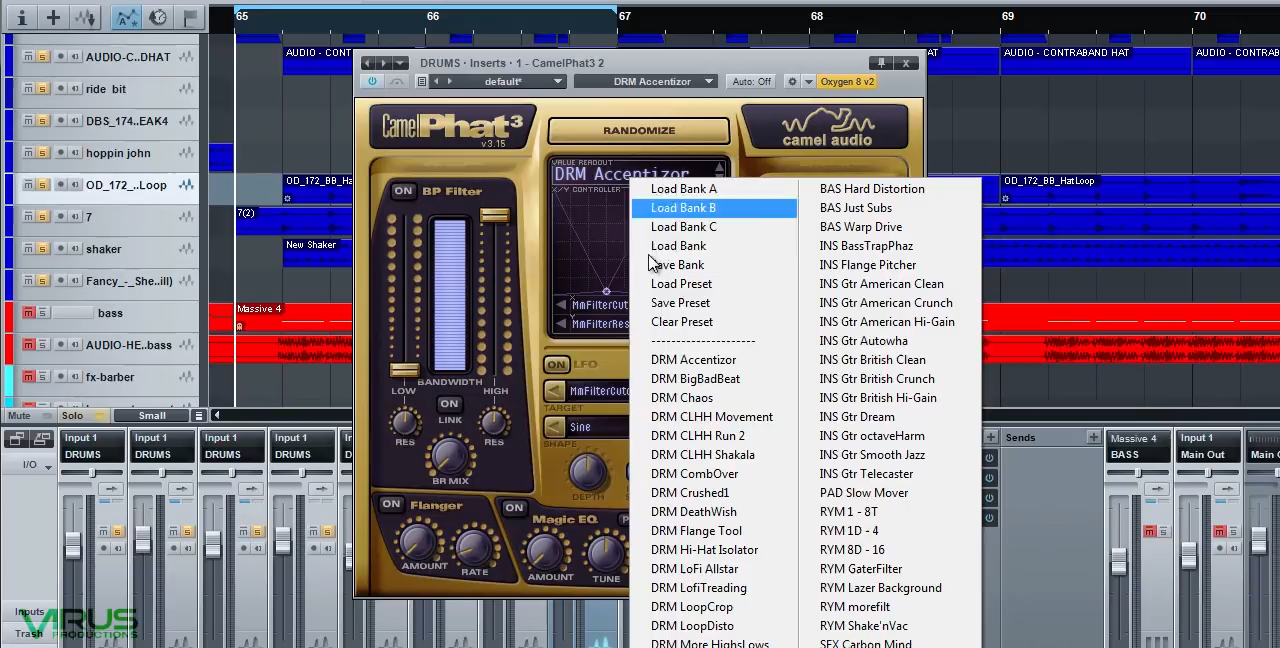 65
66
67
68
69
70
AUDIO-C..DHAT
ride bit
DBS_174..EAK4
hoppin john
OD_172_..Loop
7
shaker
Fancy_-_She..ill)
bass
AUDIO-HE..bass
fx-barber
Mute
Solo
Small
AUDIO - CONT
AUDIO - CONTRABAND HAT
AUDIO - CONTRAB
OD_172_BB_Ha
OD_172_BB_HatLoop
7(2)
New Shaker
Massive 4
DRUMS · Inserts · 1 - CamelPhat3 2
default*
DRM Accentizor
Auto: Off
Oxygen 8 v2
CamelPhat3
v3.15
RANDOMIZE
camel audio
VALUE READOUT
DRM Accentizor
X/Y CONTROLLER
MmFilterCut
MmFilterRes
ON
BP Filter
BANDWIDTH
LOW
HIGH
ON
LINK
RES
RES
BR MIX
ON
LFO
MmFilterCuto
TARGET
Sine
SHAPE
DEPTH
ON
Flanger
AMOUNT
RATE
ON
Magic EQ
AMOUNT
TUNE
Load Bank A
Load Bank B
Load Bank C
Load Bank
Save Bank
Load Preset
Save Preset
Clear Preset
--------------------
DRM Accentizor
DRM BigBadBeat
DRM Chaos
DRM CLHH Movement
DRM CLHH Run 2
DRM CLHH Shakala
DRM CombOver
DRM Crushed1
DRM DeathWish
DRM Flange Tool
DRM Hi-Hat Isolator
DRM LoFi Allstar
DRM LofiTreading
DRM LoopCrop
DRM LoopDisto
DRM More HighsLows
BAS Hard Distortion
BAS Just Subs
BAS Warp Drive
INS BassTrapPhaz
INS Flange Pitcher
INS Gtr American Clean
INS Gtr American Crunch
INS Gtr American Hi-Gain
INS Gtr Autowha
INS Gtr British Clean
INS Gtr British Crunch
INS Gtr British Hi-Gain
INS Gtr Dream
INS Gtr octaveHarm
INS Gtr Smooth Jazz
INS Gtr Telecaster
PAD Slow Mover
RYM 1 - 8T
RYM 1D - 4
RYM 8D - 16
RYM GaterFilter
RYM Lazer Background
RYM morefilt
RYM Shake'nVac
SFX Carbon Mind
I/O
Input 1
DRUMS
Input 1
DRUMS
Input 1
DRUMS
Input 1
DRUMS
Sends
Massive 4
BASS
Input 1
Main Out
Main O
Inputs
Trash
VIRUS
PRODUCTIONS